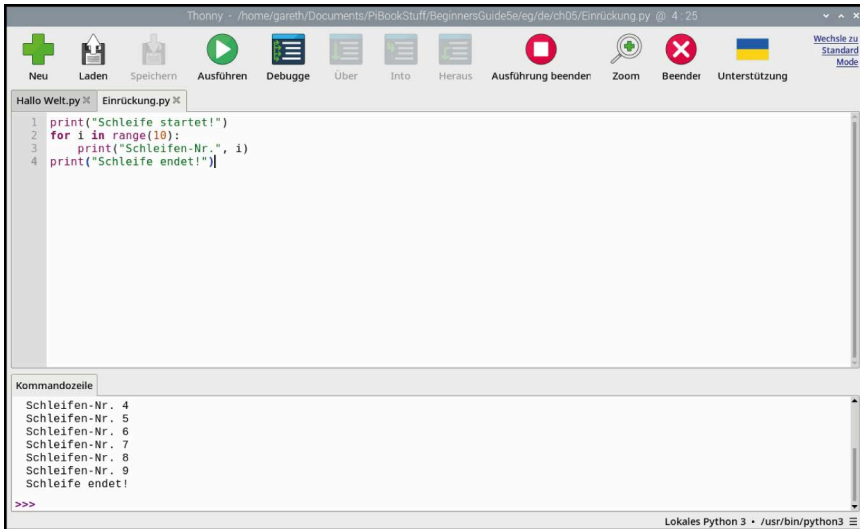 Thonny - /home/gareth/Documents/PiBookStuff/BeginnersGuide5e/eg/de/ch05/Einrückung.py @ 4:25
Neu Laden Speichern Ausführen Debugge Über Into Heraus Ausführung beenden Zoom Beenden Unterstützung
Wechsle zu
Standard
Mode
Hallo Welt.py Einrückung.py
1 print("Schleife startet!")
2 for i in range(10):
3     print("Schleifen-Nr.", i)
4 print("Schleife endet!")
Kommandozeile
Schleifen-Nr. 4
Schleifen-Nr. 5
Schleifen-Nr. 6
Schleifen-Nr. 7
Schleifen-Nr. 8
Schleifen-Nr. 9
Schleife endet!
>>>
Lokales Python 3 • /usr/bin/python3 ☰